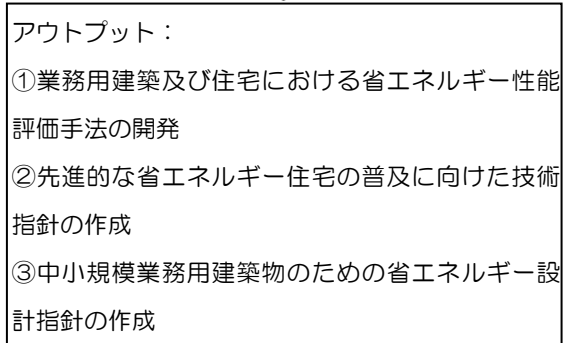 アウトプット：
①業務用建築及び住宅における省エネルギー性能
評価手法の開発
②先進的な省エネルギー住宅の普及に向けた技術
指針の作成
③中小規模業務用建築物のための省エネルギー設
計指針の作成